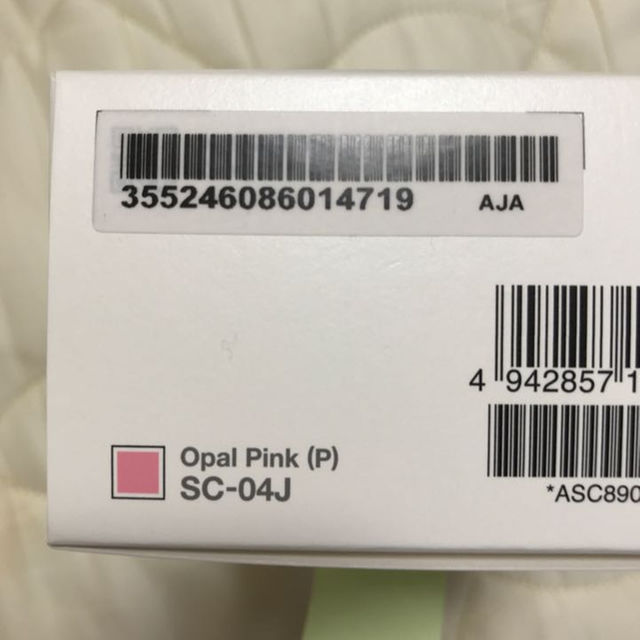 355246086014719 AJA
4 942857 1
*ASC890
Opal Pink (P)
SC-04J